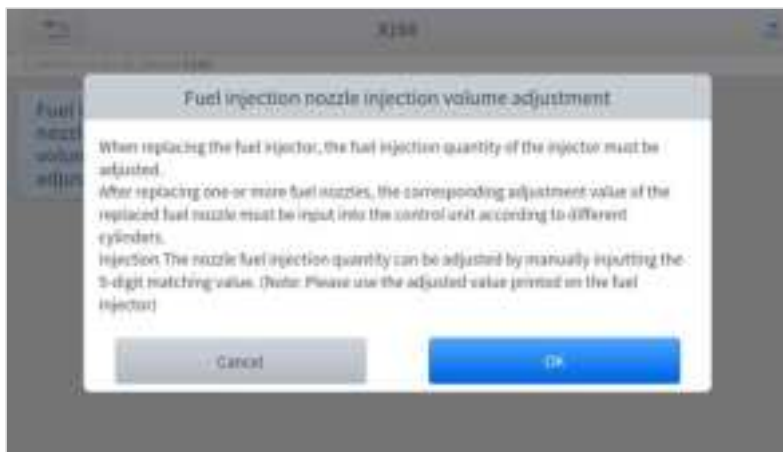 Fuel injection nozzle injection volume adjustment
When replacing the fuel injector, the fuel injection quantity of the injector must be
adjusted.
After replacing one or more fuel nozzles, the corresponding adjustment value of the
replaced fuel nozzle must be input into the control unit according to different
cylinders.
Injection The nozzle fuel injection quantity can be adjusted by manually inputting the
5-digit matching value. (Note: Please use the adjusted value printed on the fuel
injector)
Cancel
OK